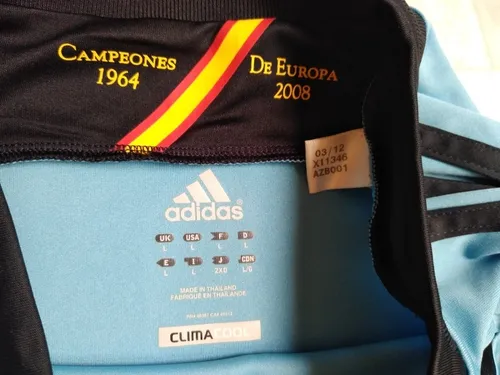 CAMPEONES
1964
DE EUROPA
2008
03/12
X11346
AZB001
adidas
UK USA F D
L L L L
E I J CDN
L L 2XO L/G
MADE IN THAILAND
FABRIQUÉ EN THAÏLANDE
CLIMACOOL